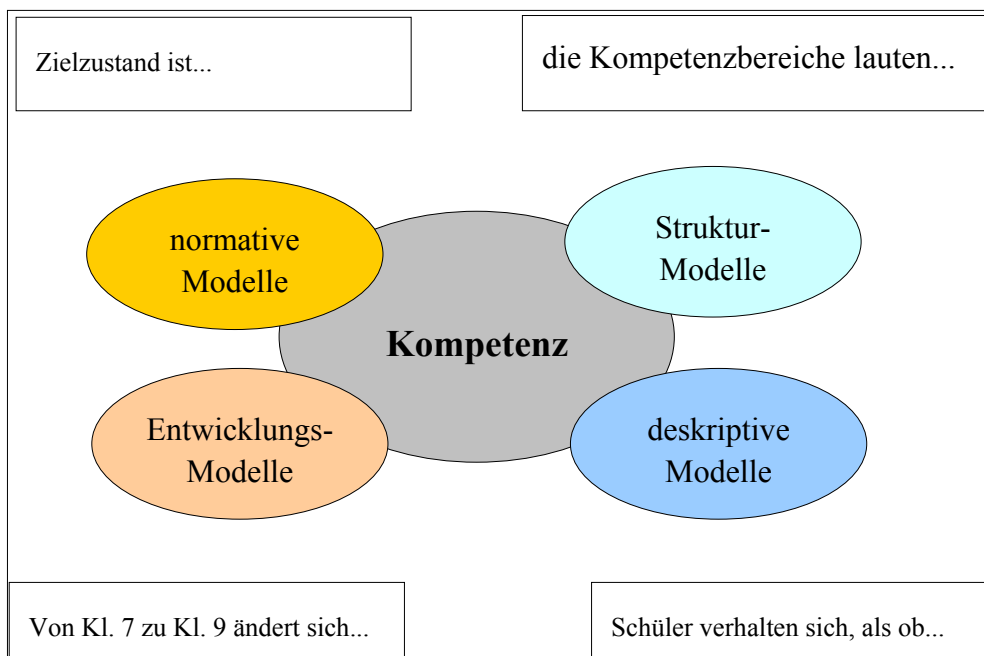 Zielzustand ist...
die Kompetenzbereiche lauten...
normative
Modelle
Struktur-
Modelle
Kompetenz
Entwicklungs-
Modelle
deskriptive
Modelle
Von Kl. 7 zu Kl. 9 ändert sich...
Schüler verhalten sich, als ob...